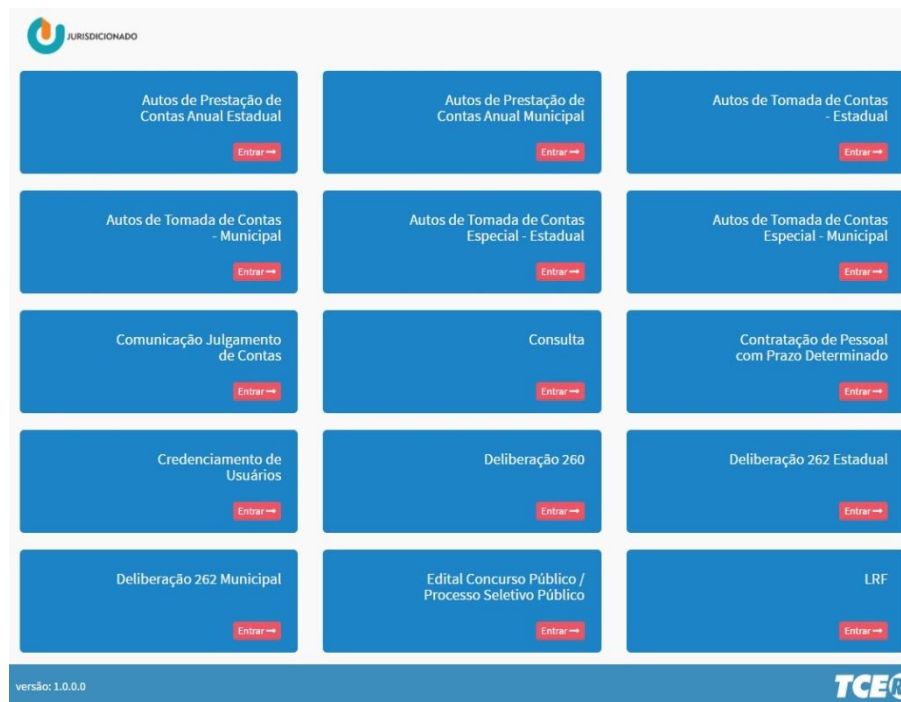 JURISDICIONADO
Autos de Prestação de
Contas Anual Estadual
Entrar
Autos de Prestação de
Contas Anual Municipal
Entrar
Autos de Tomada de Contas
- Estadual
Entrar
Autos de Tomada de Contas
- Municipal
Entrar
Autos de Tomada de Contas
Especial - Estadual
Entrar
Autos de Tomada de Contas
Especial - Municipal
Entrar
Comunicação Julgamento
de Contas
Entrar
Consulta
Entrar
Contratação de Pessoal
com Prazo Determinado
Entrar
Credenciamento de
Usuários
Entrar
Deliberação 260
Entrar
Deliberação 262 Estadual
Entrar
Deliberação 262 Municipal
Entrar
Edital Concurso Público /
Processo Seletivo Público
Entrar
LRF
Entrar
versão: 1.0.0.0
TCE